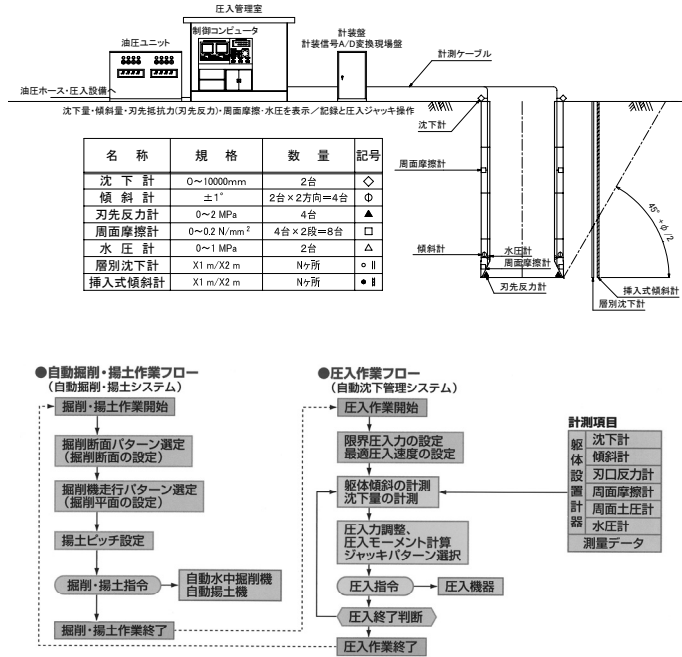 圧入管理室
制御コンピュータ
計装盤
計装信号A/D変換現場盤
油圧ユニット
計測ケーブル
油圧ホース・圧入設備へ
沈下量・傾斜量・刃先抵抗力(刃先反力)・周面摩擦・水圧を表示/記録と圧入ジャッキ操作
沈下計
周面摩擦計
傾斜計
水圧計
周面摩擦計
刃先反力計
45°+φ/2
挿入式傾斜計
層別沈下計
名 称 規 格 数 量 記号
沈 下 計 0~10000mm 2台 ◇
傾 斜 計 ±1° 2台×2方向=4台 ⏀
刃先反力計 0~2 MPa 4台 ▲
周面摩擦計 0~0.2 N/mm² 4台×2段=8台 □
水 圧 計 0~1 MPa 2台 △
層別沈下計 X1 m/X2 m Nヶ所
挿入式傾斜計 X1 m/X2 m Nヶ所
●自動掘削・揚土作業フロー
(自動掘削・揚土システム)
掘削・揚土作業開始
掘削断面パターン選定
(掘削断面の設定)
掘削機走行パターン選定
(掘削平面の設定)
揚土ピッチ設定
掘削・揚土指令
自動水中掘削機
自動揚土機
掘削・揚土作業終了
●圧入作業フロー
(自動沈下管理システム)
圧入作業開始
限界圧入力の設定
最適圧入速度の設定
躯体傾斜の計測
沈下量の計測
圧入力調整、
圧入モーメント計算
ジャッキパターン選択
圧入指令
圧入機器
圧入終了判断
圧入作業終了
計測項目
躯体設置計器
沈下計
傾斜計
刃口反力計
周面摩擦計
周面土圧計
水圧計
測量データ